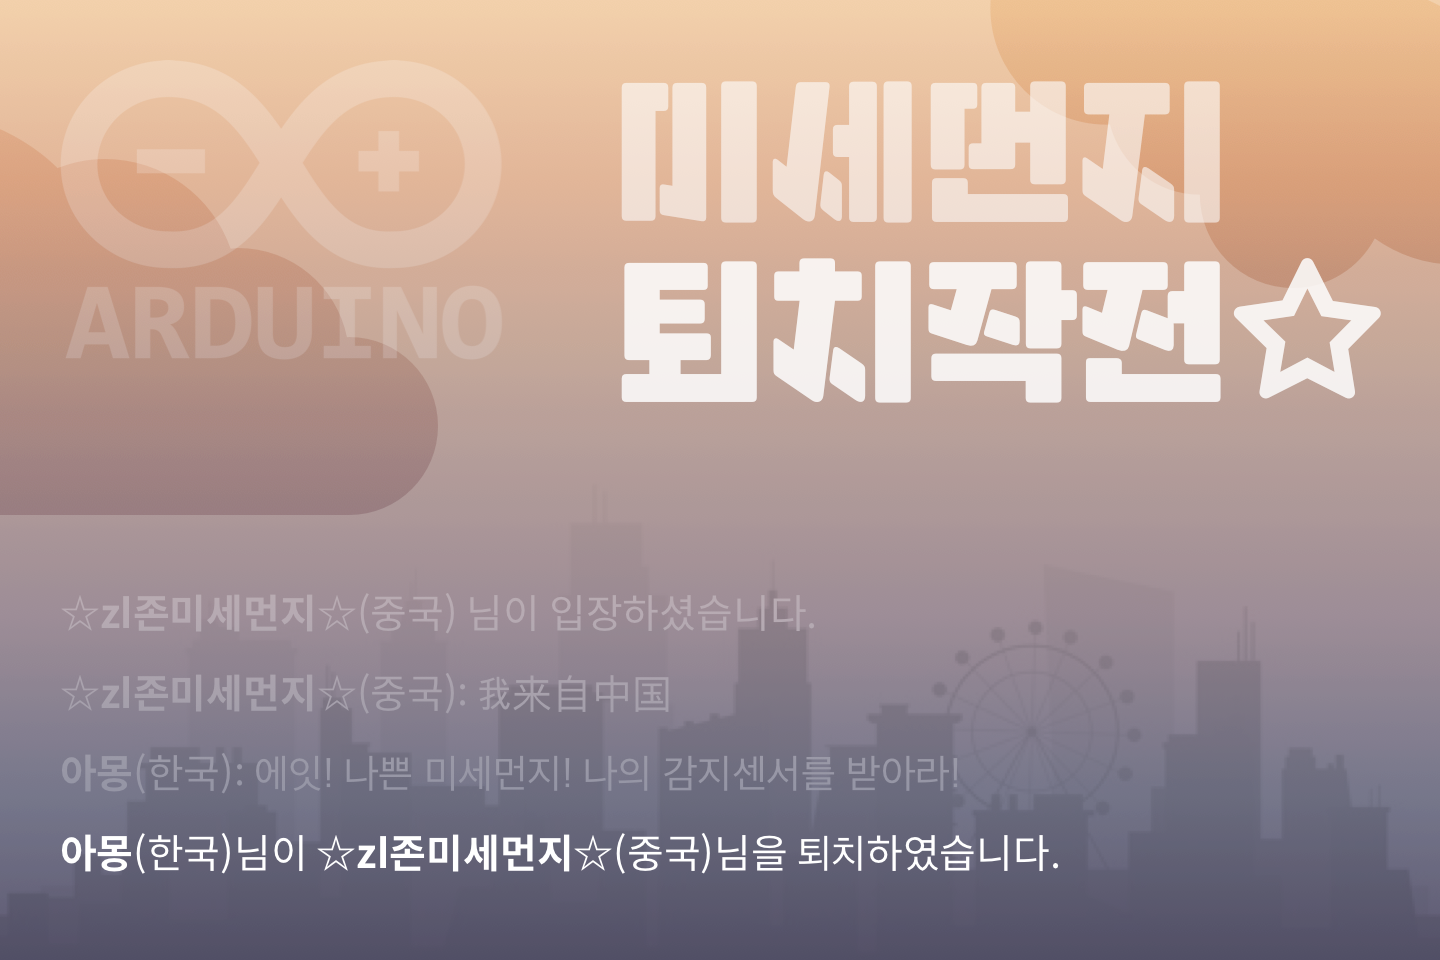 ARDUINO
미세먼지
퇴치작전☆
☆zl존미세먼지☆(중국) 님이 입장하셨습니다.
☆zl존미세먼지☆(중국): 我来自中国
아몽(한국): 에잇! 나쁜 미세먼지! 나의 감지센서를 받아라!
아몽(한국)님이 ☆zl존미세먼지☆(중국)님을 퇴치하였습니다.